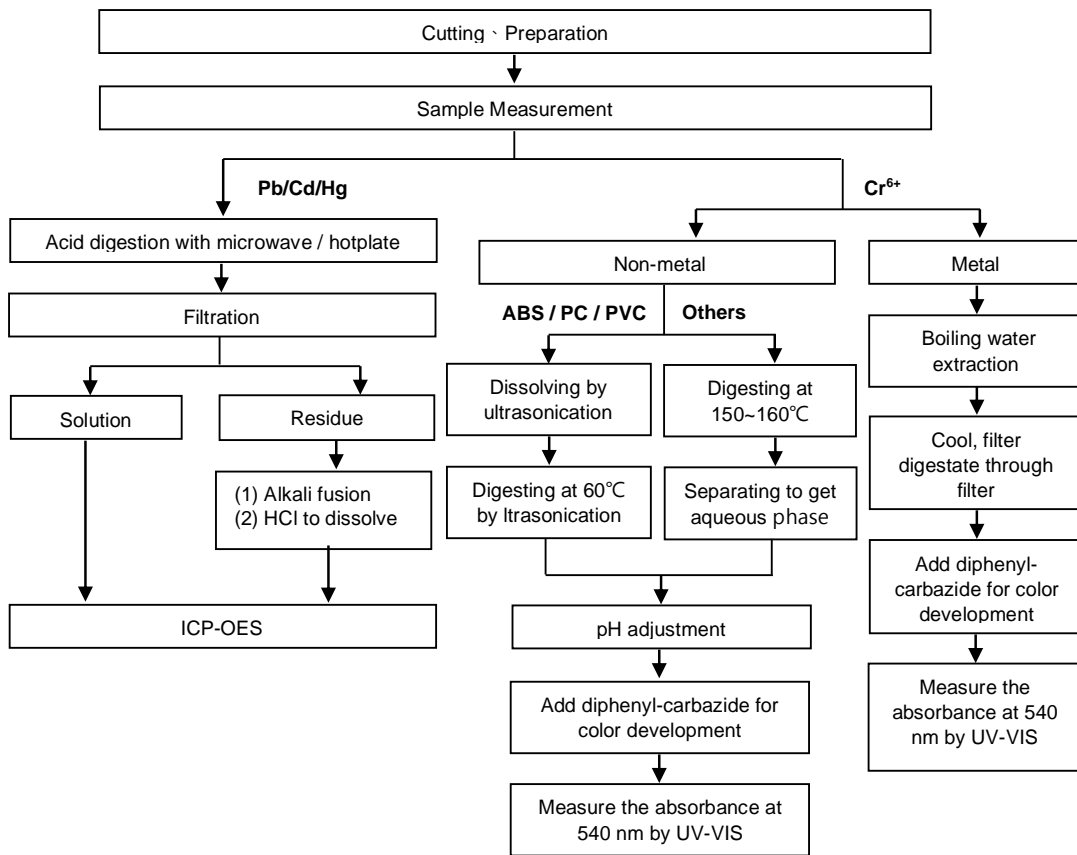 Cutting、Preparation
Sample Measurement
Pb/Cd/Hg
Cr6+
Acid digestion with microwave / hotplate
Filtration
Solution
Residue
(1) Alkali fusion
(2) HCl to dissolve
ICP-OES
Non-metal
ABS / PC / PVC
Others
Dissolving by
ultrasonication
Digesting at 60℃
by ltrasonication
Digesting at
150~160℃
Separating to get
aqueous phase
pH adjustment
Add diphenyl-carbazide for
color development
Measure the absorbance at
540 nm by UV-VIS
Metal
Boiling water
extraction
Cool, filter
digestate through
filter
Add diphenyl-
carbazide for color
development
Measure the
absorbance at 540
nm by UV-VIS